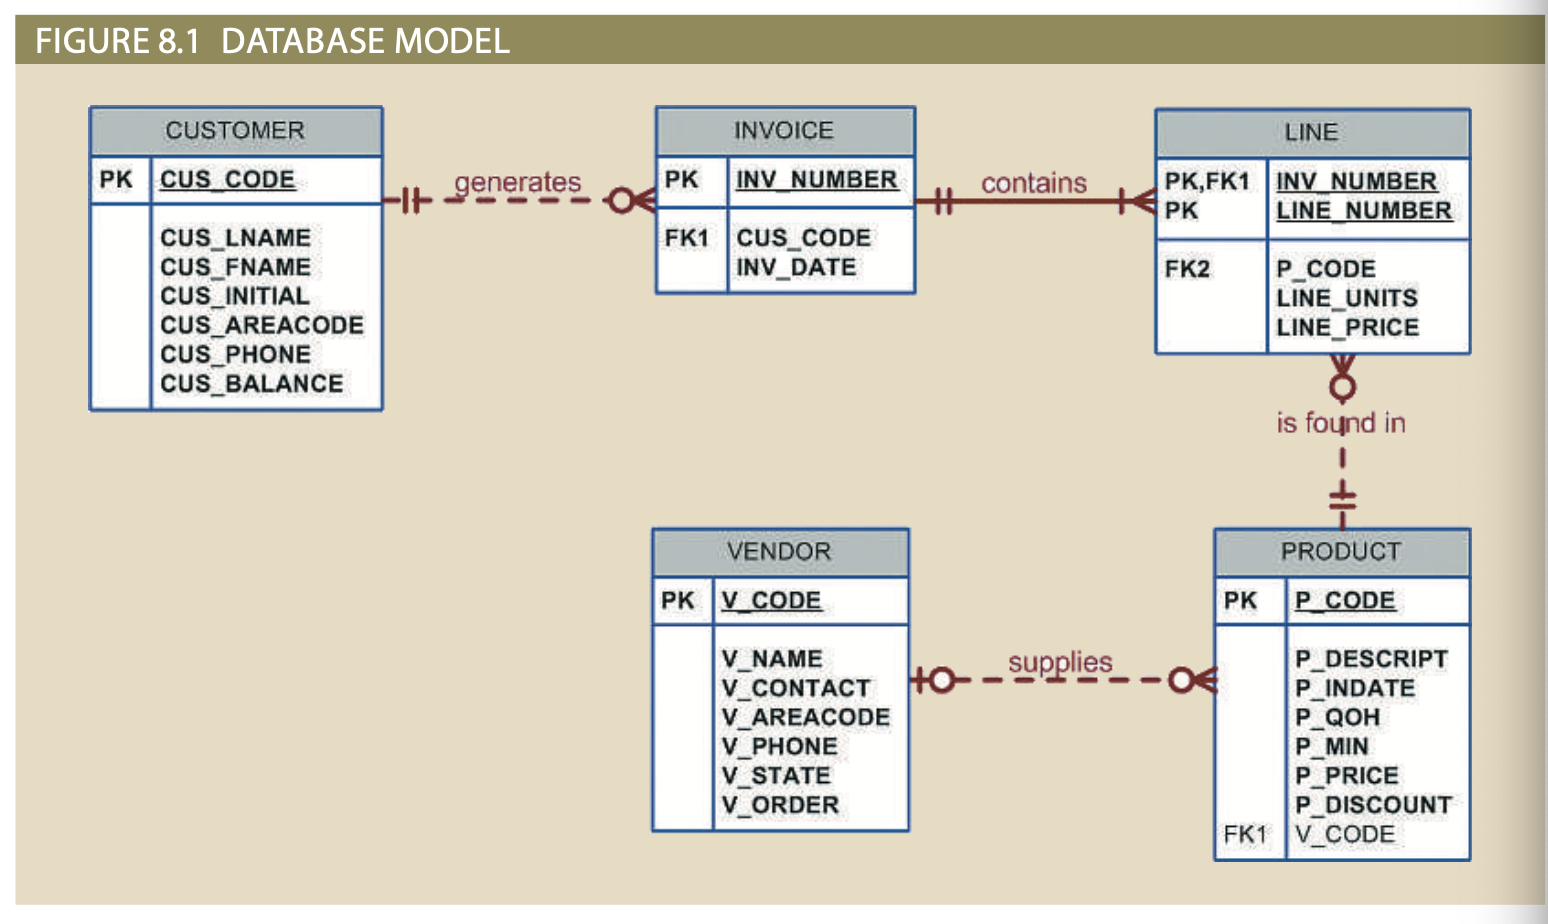 FIGURE 8.1 DATABASE MODEL
CUSTOMER
PK CUS_CODE
CUS_LNAME
CUS_FNAME
CUS_INITIAL
CUS_AREACODE
CUS_PHONE
CUS_BALANCE
generates
INVOICE
PK INV_NUMBER
FK1 CUS_CODE
INV_DATE
contains
LINE
PK,FK1 INV_NUMBER
PK LINE_NUMBER
FK2 P_CODE
LINE_UNITS
LINE_PRICE
is found in
VENDOR
PK V_CODE
V_NAME
V_CONTACT
V_AREACODE
V_PHONE
V_STATE
V_ORDER
supplies
PRODUCT
PK P_CODE
P_DESCRIPT
P_INDATE
P_QOH
P_MIN
P_PRICE
P_DISCOUNT
FK1 V_CODE